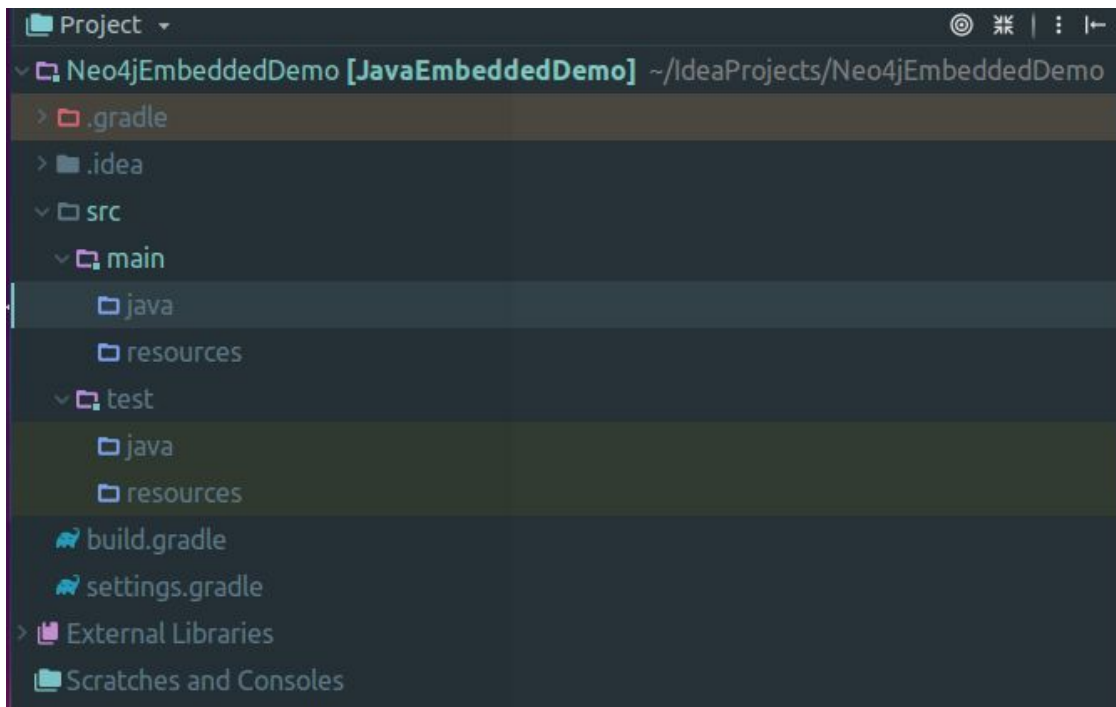 Project
Neo4jEmbeddedDemo [JavaEmbeddedDemo] ~/IdeaProjects/Neo4jEmbeddedDemo
.gradle
.idea
src
main
java
resources
test
java
resources
build.gradle
settings.gradle
External Libraries
Scratches and Consoles